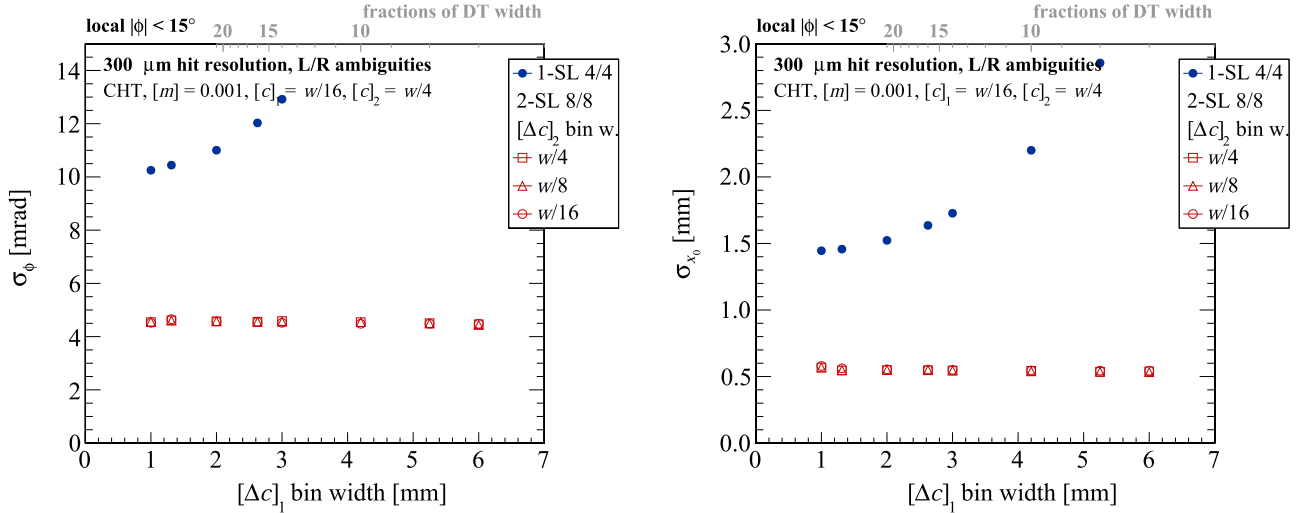 local |ϕ| < 15°
fractions of DT width
20 15 10
300 μm hit resolution, L/R ambiguities
CHT, [m] = 0.001, [c]₁ = w/16, [c]₂ = w/4
1-SL 4/4
2-SL 8/8
[Δc]₂ bin w.
w/4
w/8
w/16
σϕ [mrad]
14
12
10
8
6
4
2
0
0 1 2 3 4 5 6 7
[Δc]₁ bin width [mm]
local |ϕ| < 15°
fractions of DT width
20 15 10
300 μm hit resolution, L/R ambiguities
CHT, [m] = 0.001, [c]₁ = w/16, [c]₂ = w/4
1-SL 4/4
2-SL 8/8
[Δc]₂ bin w.
w/4
w/8
w/16
σx₀ [mm]
3.0
2.5
2.0
1.5
1.0
0.5
0.0
0 1 2 3 4 5 6 7
[Δc]₁ bin width [mm]